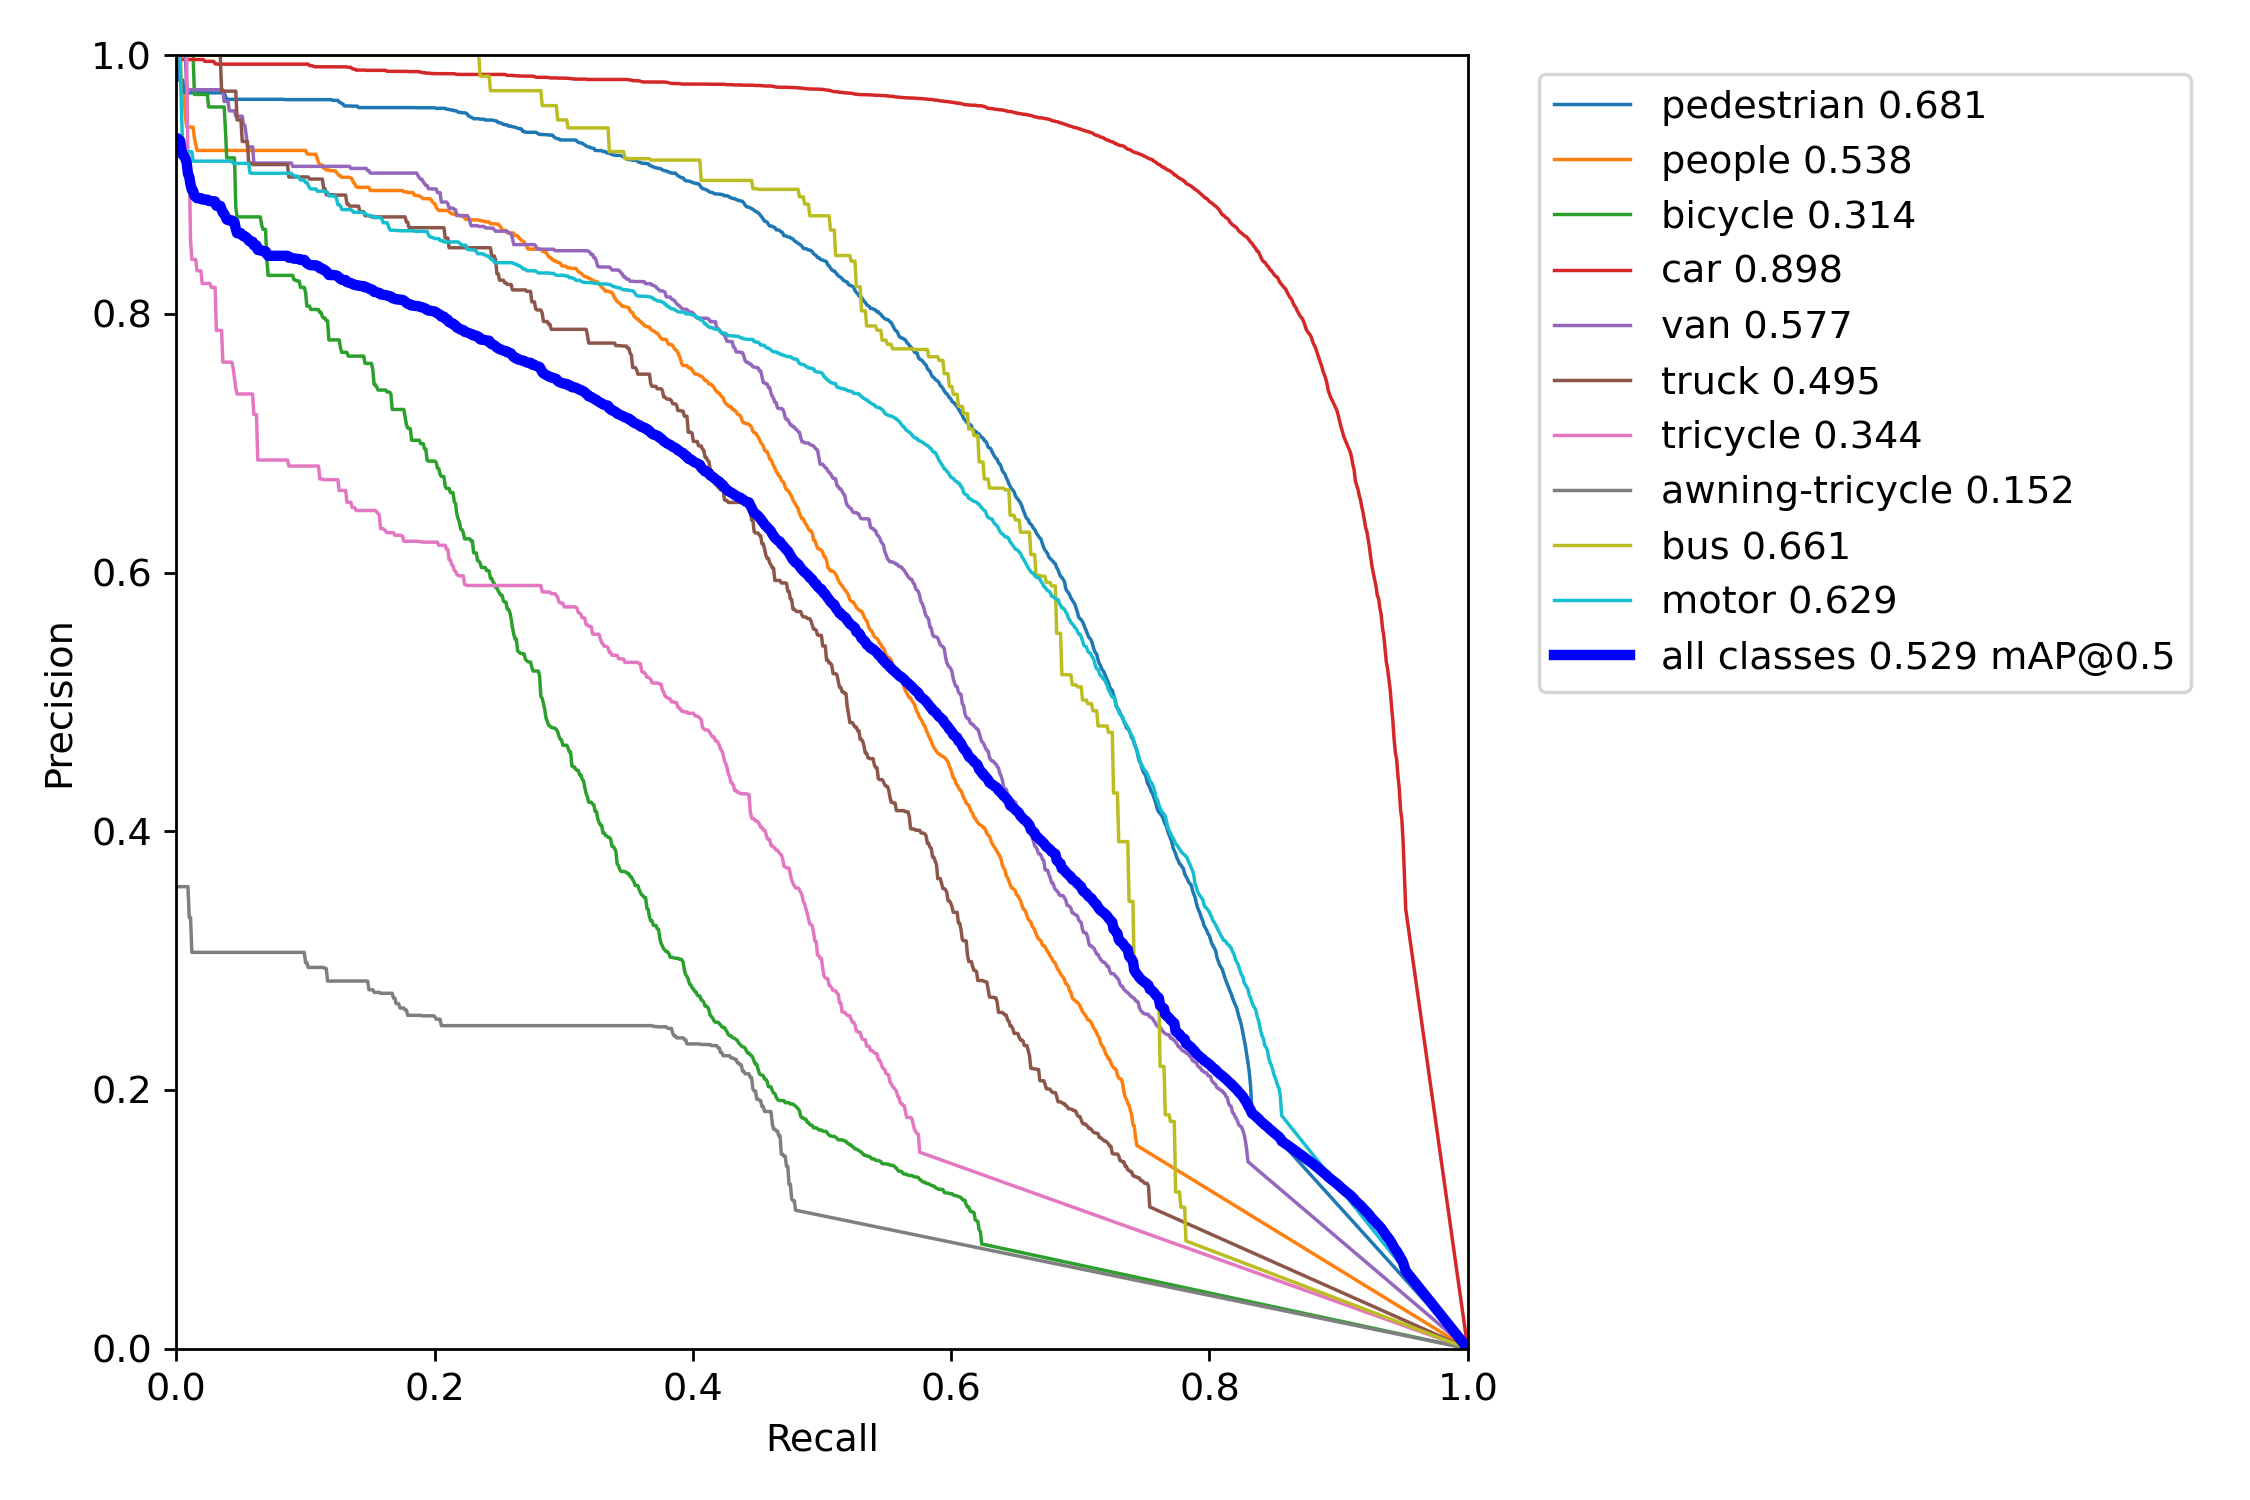 1.0
0.8
0.6
0.4
0.2
0.0
0.0 0.2 0.4 0.6 0.8 1.0
Precision
Recall
pedestrian 0.681
people 0.538
bicycle 0.314
car 0.898
van 0.577
truck 0.495
tricycle 0.344
awning-tricycle 0.152
bus 0.661
motor 0.629
all classes 0.529 mAP@0.5